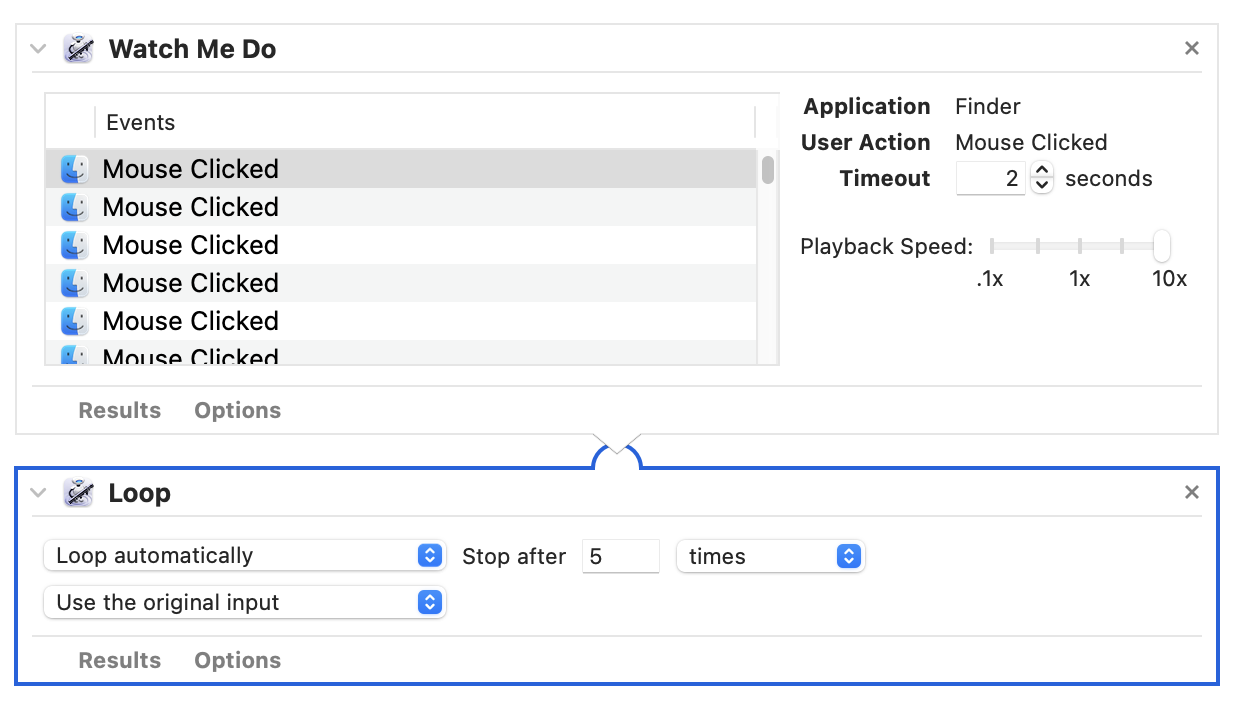 Watch Me Do
Events
Mouse Clicked
Mouse Clicked
Mouse Clicked
Mouse Clicked
Mouse Clicked
Mouse Clicked
Application Finder
User Action Mouse Clicked
Timeout 2 seconds
Playback Speed:
.1x 1x 10x
Results Options
Loop
Loop automatically Stop after 5 times
Use the original input
Results Options